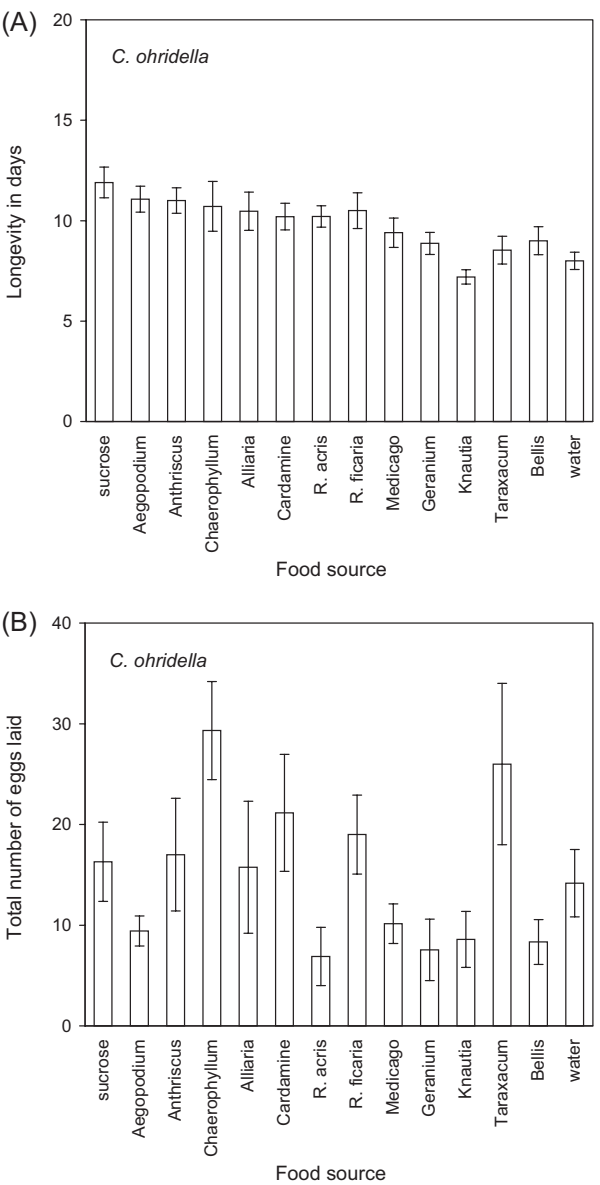 (A)
20
15
10
5
0
Longevity in days
C. ohridella
sucrose
Aegopodium
Anthriscus
Chaerophyllum
Alliaria
Cardamine
R. acris
R. ficaria
Medicago
Geranium
Knautia
Taraxacum
Bellis
water
Food source
(B)
40
30
20
10
0
Total number of eggs laid
C. ohridella
sucrose
Aegopodium
Anthriscus
Chaerophyllum
Alliaria
Cardamine
R. acris
R. ficaria
Medicago
Geranium
Knautia
Taraxacum
Bellis
water
Food source